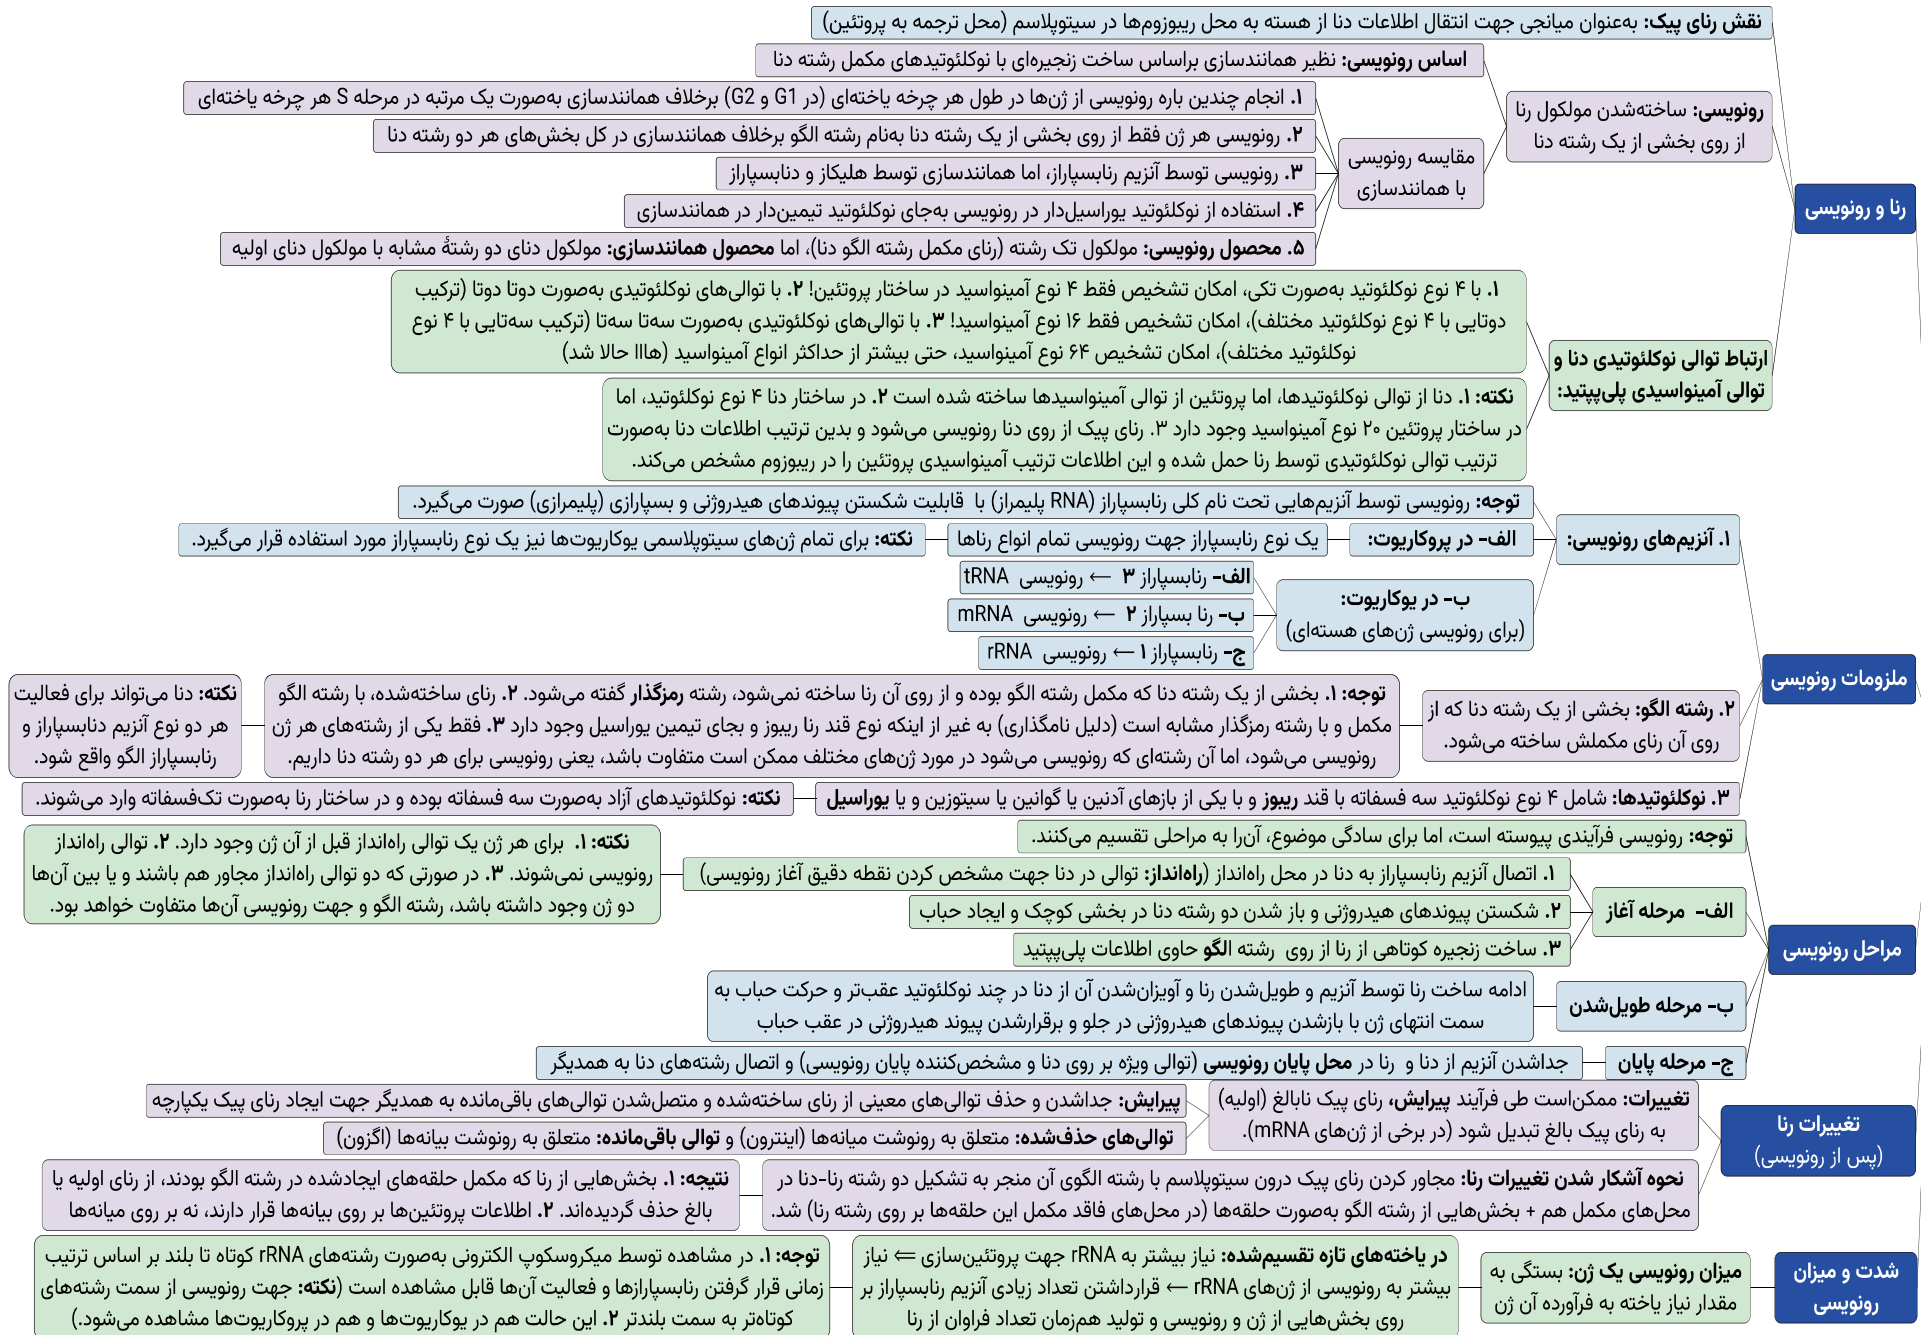 نقش رنای پیک: به‌عنوان میانجی جهت انتقال اطلاعات دنا از هسته به محل ریبوزوم‌ها در سیتوپلاسم (محل ترجمه به پروتئین)
رنا و رونویسی
رونویسی: ساخته‌شدن مولکول رنا
از روی بخشی از یک رشته دنا
اساس رونویسی: نظیر همانندسازی براساس ساخت زنجیره‌ای با نوکلئوتیدهای مکمل رشته دنا
مقایسه رونویسی
با همانندسازی
۱. انجام چندین باره رونویسی از ژن‌ها در طول هر چرخه یاخته‌ای (در G1 و G2) برخلاف همانندسازی به‌صورت یک مرتبه در مرحله S هر چرخه یاخته‌ای
۲. رونویسی هر ژن فقط از روی بخشی از یک رشته دنا به‌نام رشته الگو برخلاف همانندسازی در کل بخش‌های هر دو رشته دنا
۳. رونویسی توسط آنزیم رنابسپاراز، اما همانندسازی توسط هلیکاز و دنابسپاراز
۴. استفاده از نوکلئوتید یوراسیل‌دار در رونویسی به‌جای نوکلئوتید تیمین‌دار در همانندسازی
۵. محصول رونویسی: مولکول تک رشته (رنای مکمل رشته الگو دنا)، اما محصول همانندسازی: مولکول دنای دو رشتهٔ مشابه با مولکول دنای اولیه
ارتباط توالی نوکلئوتیدی دنا و
توالی آمینواسیدی پلی‌پپتید:
۱. با ۴ نوع نوکلئوتید به‌صورت تکی، امکان تشخیص فقط ۴ نوع آمینواسید در ساختار پروتئین! ۲. با توالی‌های نوکلئوتیدی به‌صورت دوتا دوتا (ترکیب
دوتایی با ۴ نوع نوکلئوتید مختلف)، امکان تشخیص فقط ۱۶ نوع آمینواسید! ۳. با توالی‌های نوکلئوتیدی به‌صورت سه‌تا سه‌تا (ترکیب سه‌تایی با ۴ نوع
نوکلئوتید مختلف)، امکان تشخیص ۶۴ نوع آمینواسید، حتی بیشتر از حداکثر انواع آمینواسید (هااا حالا شد)
نکته: ۱. دنا از توالی نوکلئوتیدها، اما پروتئین از توالی آمینواسیدها ساخته شده است ۲. در ساختار دنا ۴ نوع نوکلئوتید، اما
در ساختار پروتئین ۲۰ نوع آمینواسید وجود دارد ۳. رنای پیک از روی دنا رونویسی می‌شود و بدین ترتیب اطلاعات دنا به‌صورت
ترتیب توالی نوکلئوتیدی توسط رنا حمل شده و این اطلاعات ترتیب آمینواسیدی پروتئین را در ریبوزوم مشخص می‌کند.
ملزومات رونویسی
۱. آنزیم‌های رونویسی:
توجه: رونویسی توسط آنزیم‌هایی تحت نام کلی رنابسپاراز (RNA پلیمراز) با قابلیت شکستن پیوندهای هیدروژنی و بسپارازی (پلیمرازی) صورت می‌گیرد.
الف- در پروکاریوت:
یک نوع رنابسپاراز جهت رونویسی تمام انواع رناها
نکته: برای تمام ژن‌های سیتوپلاسمی یوکاریوت‌ها نیز یک نوع رنابسپاراز مورد استفاده قرار می‌گیرد.
ب- در یوکاریوت:
(برای رونویسی ژن‌های هسته‌ای)
الف- رنابسپاراز ۳ ← رونویسی tRNA
ب- رنا بسپاراز ۲ ← رونویسی mRNA
ج- رنابسپاراز ۱ ← رونویسی rRNA
۲. رشته الگو: بخشی از یک رشته دنا که از
روی آن رنای مکملش ساخته می‌شود.
توجه: ۱. بخشی از یک رشته دنا که مکمل رشته الگو بوده و از روی آن رنا ساخته نمی‌شود، رشته رمزگذار گفته می‌شود. ۲. رنای ساخته‌شده، با رشته الگو
مکمل و با رشته رمزگذار مشابه است (دلیل نامگذاری) به غیر از اینکه نوع قند رنا ریبوز و بجای تیمین یوراسیل وجود دارد ۳. فقط یکی از رشته‌های هر ژن
رونویسی می‌شود، اما آن رشته‌ای که رونویسی می‌شود در مورد ژن‌های مختلف ممکن است متفاوت باشد، یعنی رونویسی برای هر دو رشته دنا داریم.
نکته: دنا می‌تواند برای فعالیت
هر دو نوع آنزیم دنابسپاراز و
رنابسپاراز الگو واقع شود.
۳. نوکلئوتیدها: شامل ۴ نوع نوکلئوتید سه فسفاته با قند ریبوز و با یکی از بازهای آدنین یا گوانین یا سیتوزین و یا یوراسیل
نکته: نوکلئوتیدهای آزاد به‌صورت سه فسفاته بوده و در ساختار رنا به‌صورت تک‌فسفاته وارد می‌شوند.
مراحل رونویسی
توجه: رونویسی فرآیندی پیوسته است، اما برای سادگی موضوع، آن‌را به مراحلی تقسیم می‌کنند.
الف- مرحله آغاز
۱. اتصال آنزیم رنابسپاراز به دنا در محل راه‌انداز (راه‌انداز: توالی در دنا جهت مشخص کردن نقطه دقیق آغاز رونویسی)
نکته: ۱. برای هر ژن یک توالی راه‌انداز قبل از آن ژن وجود دارد. ۲. توالی راه‌انداز
رونویسی نمی‌شوند. ۳. در صورتی که دو توالی راه‌انداز مجاور هم باشند و یا بین آن‌ها
دو ژن وجود داشته باشد، رشته الگو و جهت رونویسی آن‌ها متفاوت خواهد بود.
۲. شکستن پیوندهای هیدروژنی و باز شدن دو رشته دنا در بخشی کوچک و ایجاد حباب
۳. ساخت زنجیره کوتاهی از رنا از روی رشته الگو حاوی اطلاعات پلی‌پپتید
ب- مرحله طویل‌شدن
ادامه ساخت رنا توسط آنزیم و طویل‌شدن رنا و آویزان‌شدن آن از دنا در چند نوکلئوتید عقب‌تر و حرکت حباب به
سمت انتهای ژن با بازشدن پیوندهای هیدروژنی در جلو و برقرارشدن پیوند هیدروژنی در عقب حباب
ج- مرحله پایان
جداشدن آنزیم از دنا و رنا در محل پایان رونویسی (توالی ویژه بر روی دنا و مشخص‌کننده پایان رونویسی) و اتصال رشته‌های دنا به همدیگر
تغییرات رنا
(پس از رونویسی)
تغییرات: ممکن‌است طی فرآیند پیرایش، رنای پیک نابالغ (اولیه)
به رنای پیک بالغ تبدیل شود (در برخی از ژن‌های mRNA).
پیرایش: جداشدن و حذف توالی‌های معینی از رنای ساخته‌شده و متصل‌شدن توالی‌های باقی‌مانده به همدیگر جهت ایجاد رنای پیک یکپارچه
توالی‌های حذف‌شده: متعلق به رونوشت میانه‌ها (اینترون) و توالی باقی‌مانده: متعلق به رونوشت بیانه‌ها (اگزون)
نحوه آشکار شدن تغییرات رنا: مجاور کردن رنای پیک درون سیتوپلاسم با رشته الگوی آن منجر به تشکیل دو رشته رنا-دنا در
محل‌های مکمل هم + بخش‌هایی از رشته الگو به‌صورت حلقه‌ها (در محل‌های فاقد مکمل این حلقه‌ها بر روی رشته رنا) شد.
نتیجه: ۱. بخش‌هایی از رنا که مکمل حلقه‌های ایجادشده در رشته الگو بودند، از رنای اولیه یا
بالغ حذف گردیده‌اند. ۲. اطلاعات پروتئین‌ها بر روی بیانه‌ها قرار دارند، نه بر روی میانه‌ها
شدت و میزان
رونویسی
میزان رونویسی یک ژن: بستگی به
مقدار نیاز یاخته به فرآورده آن ژن
در یاخته‌های تازه تقسیم‌شده: نیاز بیشتر به rRNA جهت پروتئین‌سازی ⇐ نیاز
بیشتر به رونویسی از ژن‌های rRNA ← قرارداشتن تعداد زیادی آنزیم رنابسپاراز بر
روی بخش‌هایی از ژن و رونویسی و تولید هم‌زمان تعداد فراوان از رنا
توجه: ۱. در مشاهده توسط میکروسکوپ الکترونی به‌صورت رشته‌های rRNA کوتاه تا بلند بر اساس ترتیب
زمانی قرار گرفتن رنابسپارازها و فعالیت آن‌ها قابل مشاهده است (نکته: جهت رونویسی از سمت رشته‌های
کوتاه‌تر به سمت بلندتر ۲. این حالت هم در یوکاریوت‌ها و هم در پروکاریوت‌ها مشاهده می‌شود.)